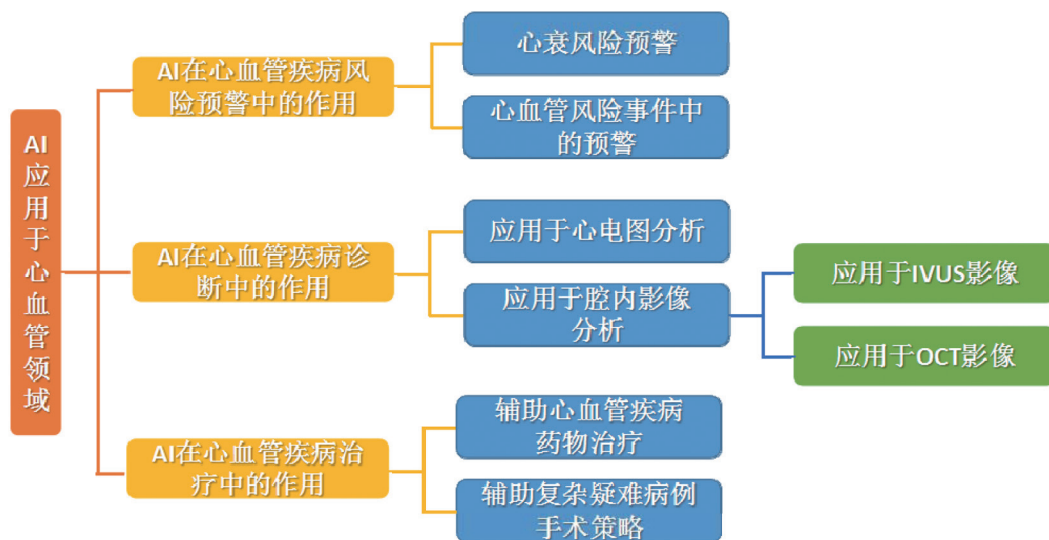 AI应用于心血管领域
AI在心血管疾病风
险预警中的作用
心衰风险预警
心血管风险事件中
的预警
AI在心血管疾病诊
断中的作用
应用于心电图分析
应用于腔内影像
分析
应用于IVUS影像
应用于OCT影像
AI在心血管疾病治
疗中的作用
辅助心血管疾病
药物治疗
辅助复杂疑难病例
手术策略